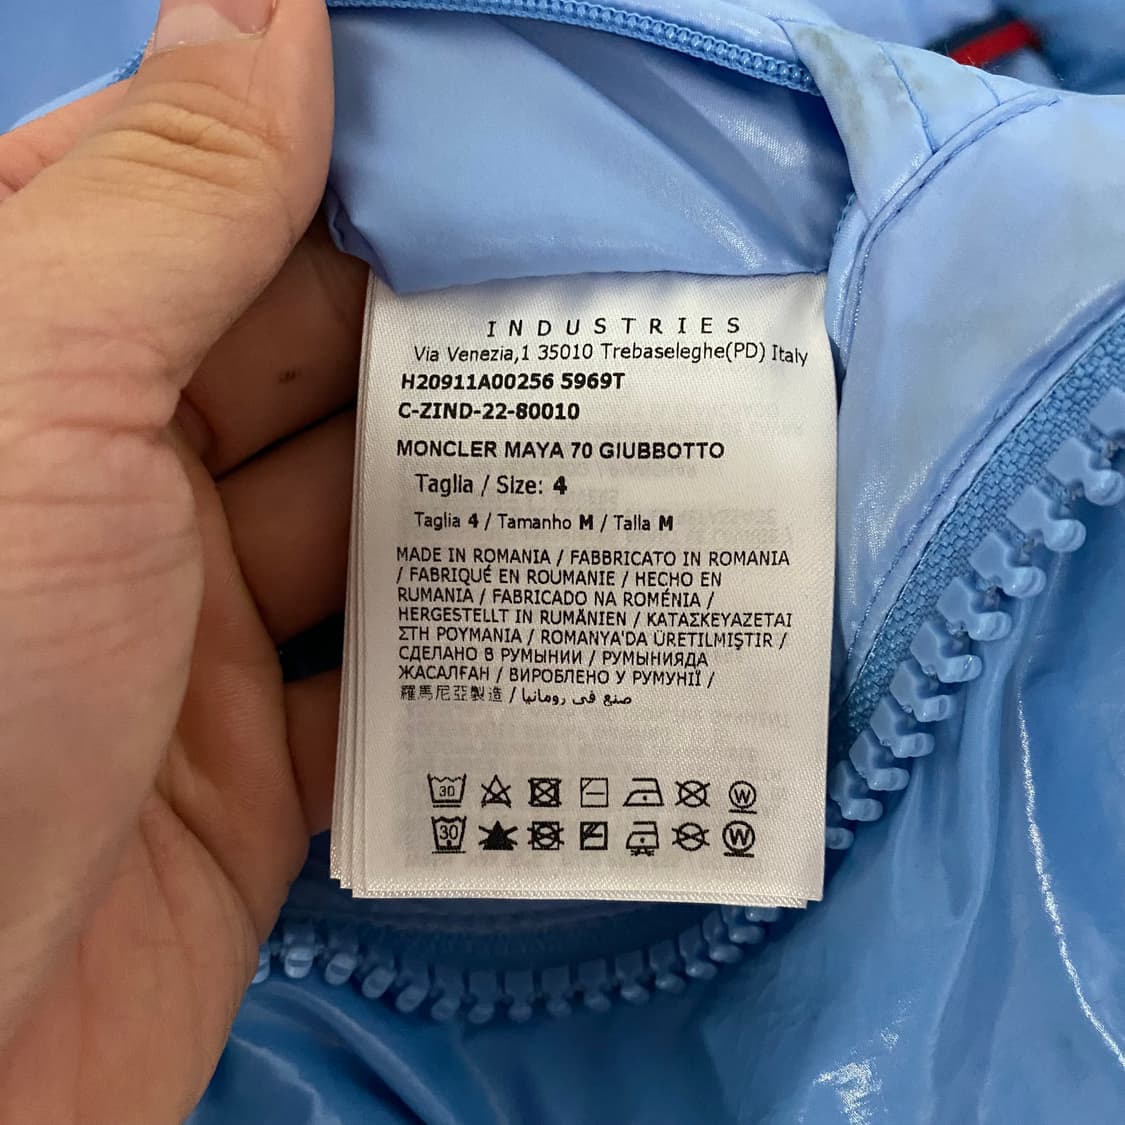 INDUSTRIES
Via Venezia,1 35010 Trebaseleghe(PD) Italy
H20911A00256 5969T
C-ZIND-22-80010
MONCLER MAYA 70 GIUBBOTTO
Taglia / Size: 4
Taglia 4 / Tamanho M / Talla M
MADE IN ROMANIA / FABBRICATO IN ROMANIA
/ FABRIQUÉ EN ROUMANIE / HECHO EN
RUMANIA / FABRICADO NA ROMÉNIA /
HERGESTELLT IN RUMÄNIEN / ΚΑΤΑΣΚΕΥΑΖΕΤΑΙ
ΣΤΗ ΡΟΥΜΑΝΙΑ / ROMANYA'DA ÜRETILMIŞTIR /
СДЕЛАНО В РУМЫНИИ / РУМЫНИЯДА
ЖАСАЛҒАН / ВИРОБЛЕНО У РУМУНІЇ /
羅馬尼亞製造 / صنع في رومانيا
30 W
30 W